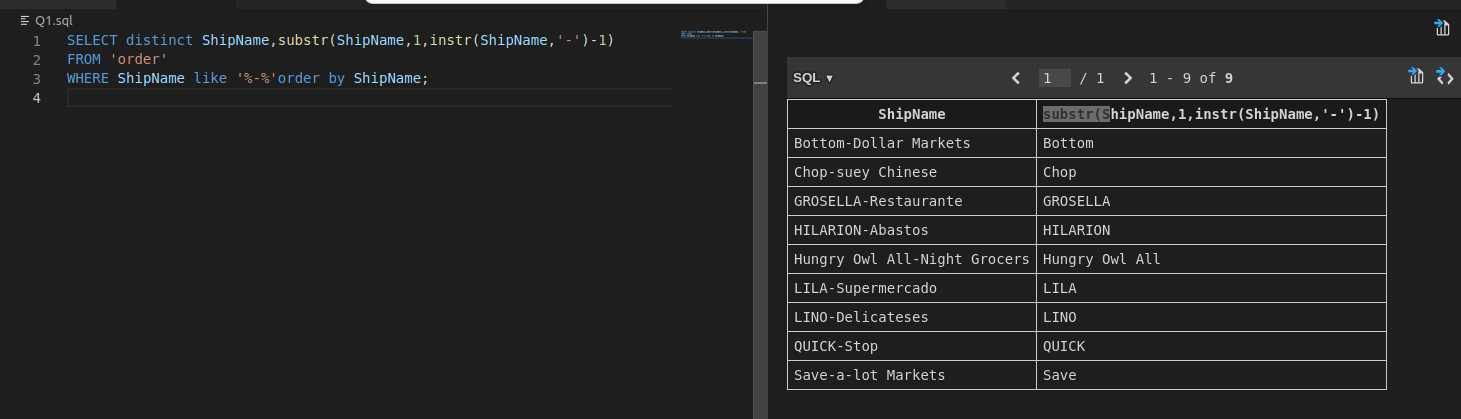 Q1.sql
1 SELECT distinct ShipName,substr(ShipName,1,instr(ShipName,'-')-1)
2 FROM 'order'
3 WHERE ShipName like '%-%'order by ShipName;
4
SQL ▼ 1 / 1 1 - 9 of 9
ShipName substr(ShipName,1,instr(ShipName,'-')-1)
Bottom-Dollar Markets Bottom
Chop-suey Chinese Chop
GROSELLA-Restaurante GROSELLA
HILARION-Abastos HILARION
Hungry Owl All-Night Grocers Hungry Owl All
LILA-Supermercado LILA
LINO-Delicateses LINO
QUICK-Stop QUICK
Save-a-lot Markets Save